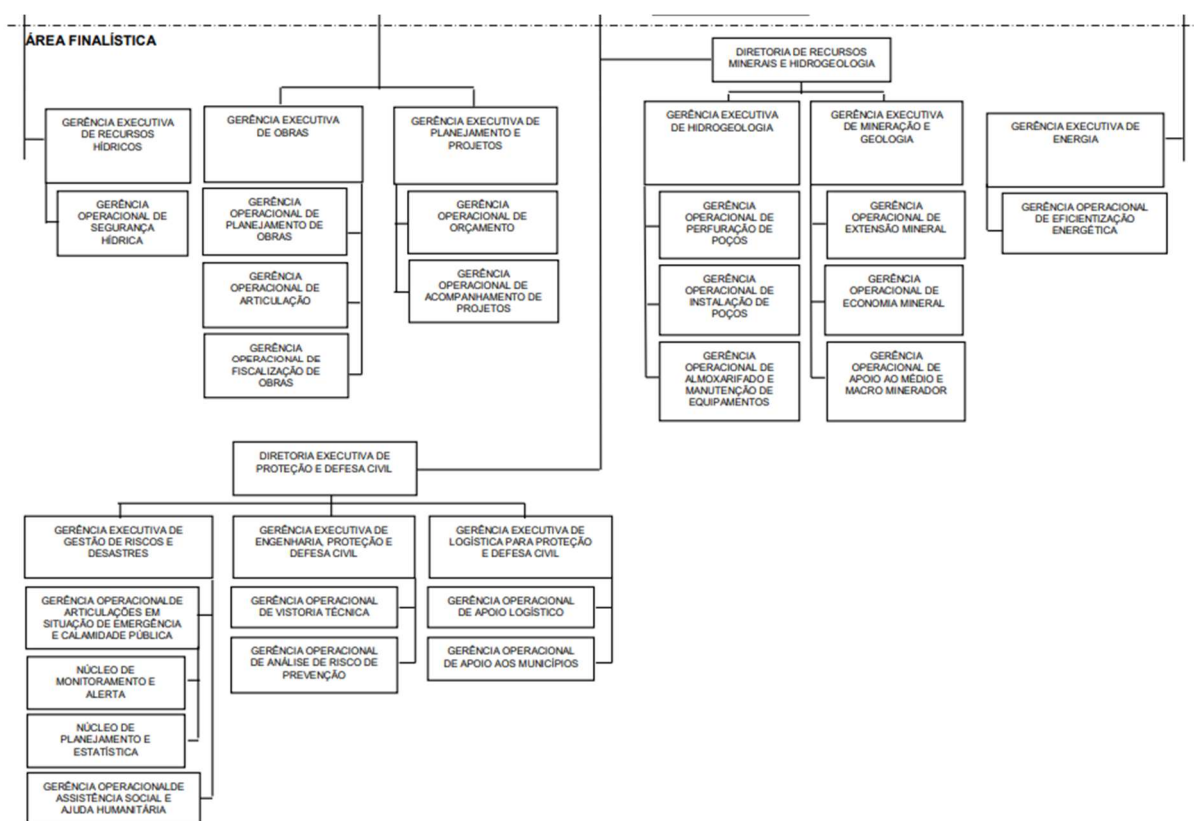 ÁREA FINALÍSTICA
DIRETORIA DE RECURSOS
MINERAIS E HIDROGEOLOGIA
GERÊNCIA EXECUTIVA
DE RECURSOS
HÍDRICOS
GERÊNCIA
OPERACIONAL DE
SEGURANÇA
HÍDRICA
GERÊNCIA EXECUTIVA
DE OBRAS
GERÊNCIA
OPERACIONAL DE
PLANEJAMENTO DE
OBRAS
GERÊNCIA
OPERACIONAL DE
ARTICULAÇÃO
GERÊNCIA
OPERACIONAL DE
FISCALIZAÇÃO DE
OBRAS
GERÊNCIA EXECUTIVA DE
PLANEJAMENTO E
PROJETOS
GERÊNCIA
OPERACIONAL DE
ORÇAMENTO
GERÊNCIA
OPERACIONAL DE
ACOMPANHAMENTO DE
PROJETOS
GERÊNCIA EXECUTIVA
DE HIDROGEOLOGIA
GERÊNCIA
OPERACIONAL DE
PERFURAÇÃO DE
POÇOS
GERÊNCIA
OPERACIONAL DE
INSTALAÇÃO DE
POÇOS
GERÊNCIA
OPERACIONAL DE
ALMOXARIFADO E
MANUTENÇÃO DE
EQUIPAMENTOS
GERÊNCIA EXECUTIVA
DE MINERAÇÃO E
GEOLOGIA
GERÊNCIA
OPERACIONAL DE
EXTENSÃO MINERAL
GERÊNCIA
OPERACIONAL DE
ECONOMIA MINERAL
GERÊNCIA
OPERACIONAL DE
APOIO AO MÉDIO E
MACRO MINERADOR
GERÊNCIA EXECUTIVA DE
ENERGIA
GERÊNCIA OPERACIONAL
DE EFICIENTIZAÇÃO
ENERGÉTICA
DIRETORIA EXECUTIVA DE
PROTEÇÃO E DEFESA CIVIL
GERÊNCIA EXECUTIVA DE
GESTÃO DE RISCOS E
DESASTRES
GERÊNCIA OPERACIONALDE
ARTICULAÇÕES EM
SITUAÇÃO DE EMERGÊNCIA
E CALAMIDADE PÚBLICA
NÚCLEO DE
MONITORAMENTO E
ALERTA
NÚCLEO DE
PLANEJAMENTO E
ESTATÍSTICA
GERÊNCIA OPERACIONALDE
ASSISTÊNCIA SOCIAL E
AJUDA HUMANITÁRIA
GERÊNCIA EXECUTIVA DE
ENGENHARIA, PROTEÇÃO E
DEFESA CIVIL
GERÊNCIA OPERACIONAL
DE VISTORIA TÉCNICA
GERÊNCIA OPERACIONAL
DE ANÁLISE DE RISCO DE
PREVENÇÃO
GERÊNCIA EXECUTIVA DE
LOGÍSTICA PARA PROTEÇÃO
E DEFESA CIVIL
GERÊNCIA OPERACIONAL
DE APOIO LOGÍSTICO
GERÊNCIA OPERACIONAL
DE APOIO AOS MUNICÍPIOS